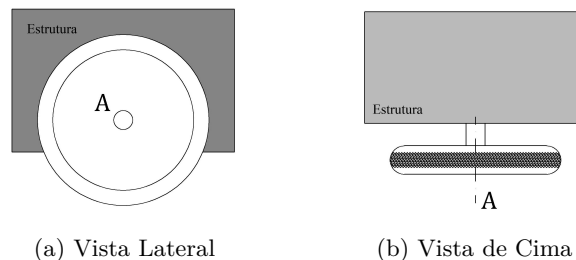 Estrutura
A
Estrutura
A
(a) Vista Lateral
(b) Vista de Cima